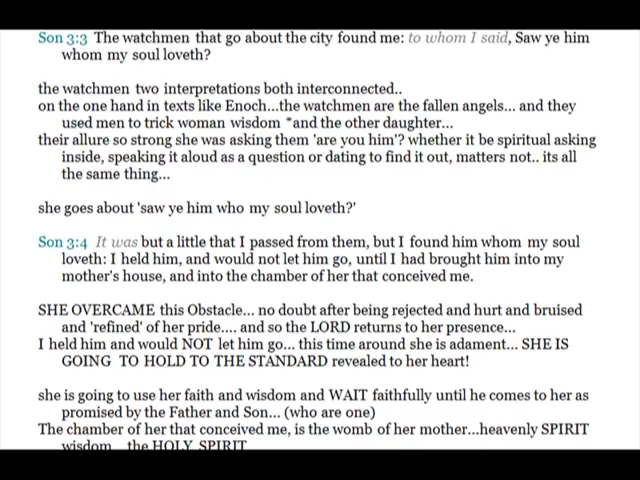 Son 3:3 The watchmen that go about the city found me: to whom I said, Saw ye him
whom my soul loveth?
the watchmen two interpretations both interconnected..
on the one hand in texts like Enoch...the watchmen are the fallen angels... and they
used men to trick woman wisdom *and the other daughter...
their allure so strong she was asking them 'are you him'? whether it be spiritual asking
inside, speaking it aloud as a question or dating to find it out, matters not.. its all
the same thing...
she goes about 'saw ye him who my soul loveth?'
Son 3:4 It was but a little that I passed from them, but I found him whom my soul
loveth: I held him, and would not let him go, until I had brought him into my
mother's house, and into the chamber of her that conceived me.
SHE OVERCAME this Obstacle... no doubt after being rejected and hurt and bruised
and 'refined' of her pride.... and so the LORD returns to her presence...
I held him and would NOT let him go... this time around she is adament... SHE IS
GOING TO HOLD TO THE STANDARD revealed to her heart!
she is going to use her faith and wisdom and WAIT faithfully until he comes to her as
promised by the Father and Son... (who are one)
The chamber of her that conceived me, is the womb of her mother...heavenly SPIRIT
wisdom...the HOLY SPIRIT